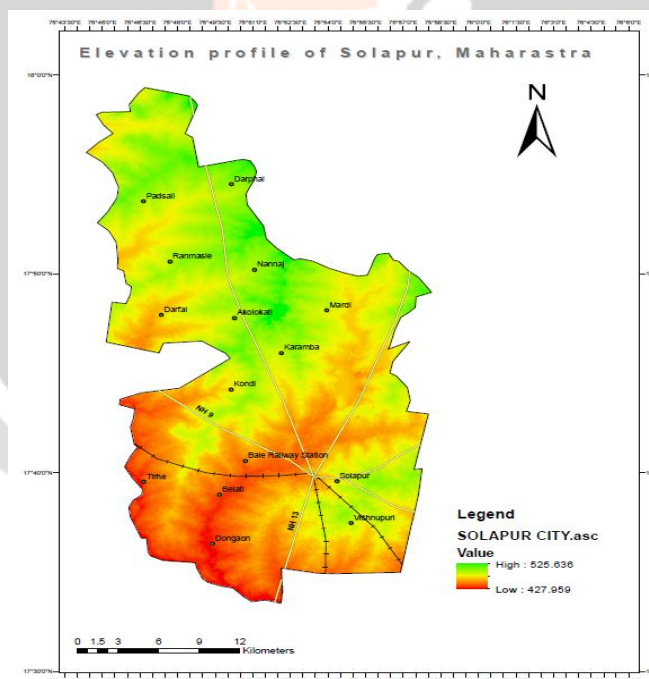 Elevation profile of Solapur, Maharastra
N
18°0'0"N
Darphal
Padsali
Ranmasle
Nannaj
17°50'0"N
Mardi
Darfal
Akolokati
Karamba
Kondi
NH 9
Bale Railway Station
17°40'0"N
Tirhe
Solapur
Belati
Vishnupuri
NH 13
Dongaon
Legend
SOLAPUR CITY.asc
Value
High : 525.636
Low : 427.959
0 1.5 3 6 9 12
Kilometers
17°30'0"N